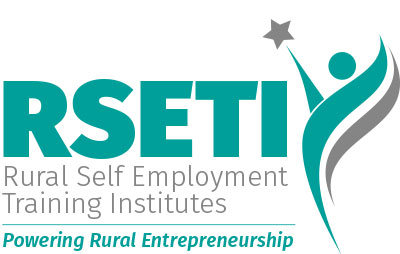 RSETI
Rural Self Employment
Training Institutes
Powering Rural Entrepreneurship